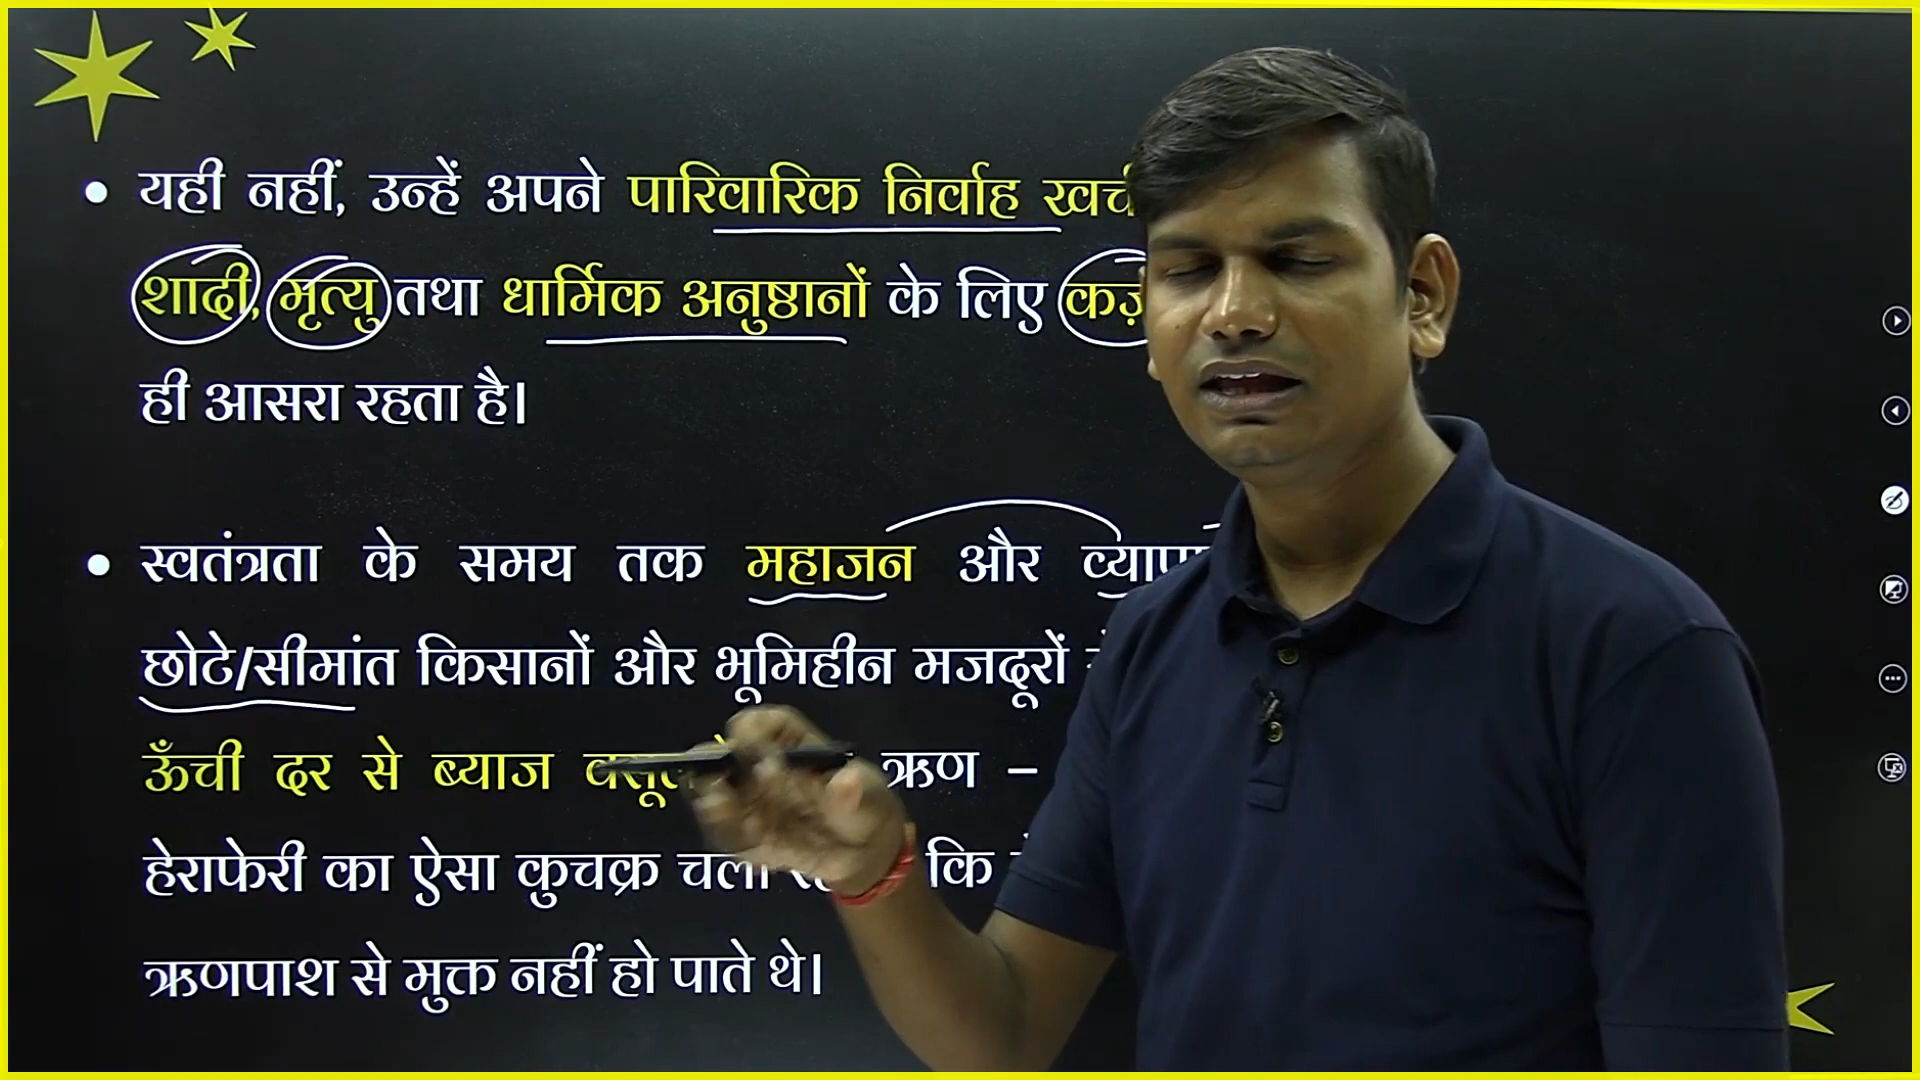 • यही नहीं, उन्हें अपने पारिवारिक निर्वाह
शादी, मृत्यु तथा धार्मिक अनुष्ठानों के लिए
ही आसरा रहता है।
• स्वतंत्रता के समय तक महाजन और
छोटे/सीमांत किसानों और भूमिहीन मजदूरों
ऊँची दर से ब्याज ऋण –
हेराफेरी का ऐसा कुचक्र कि
ऋणपाश से मुक्त नहीं हो पाते थे।